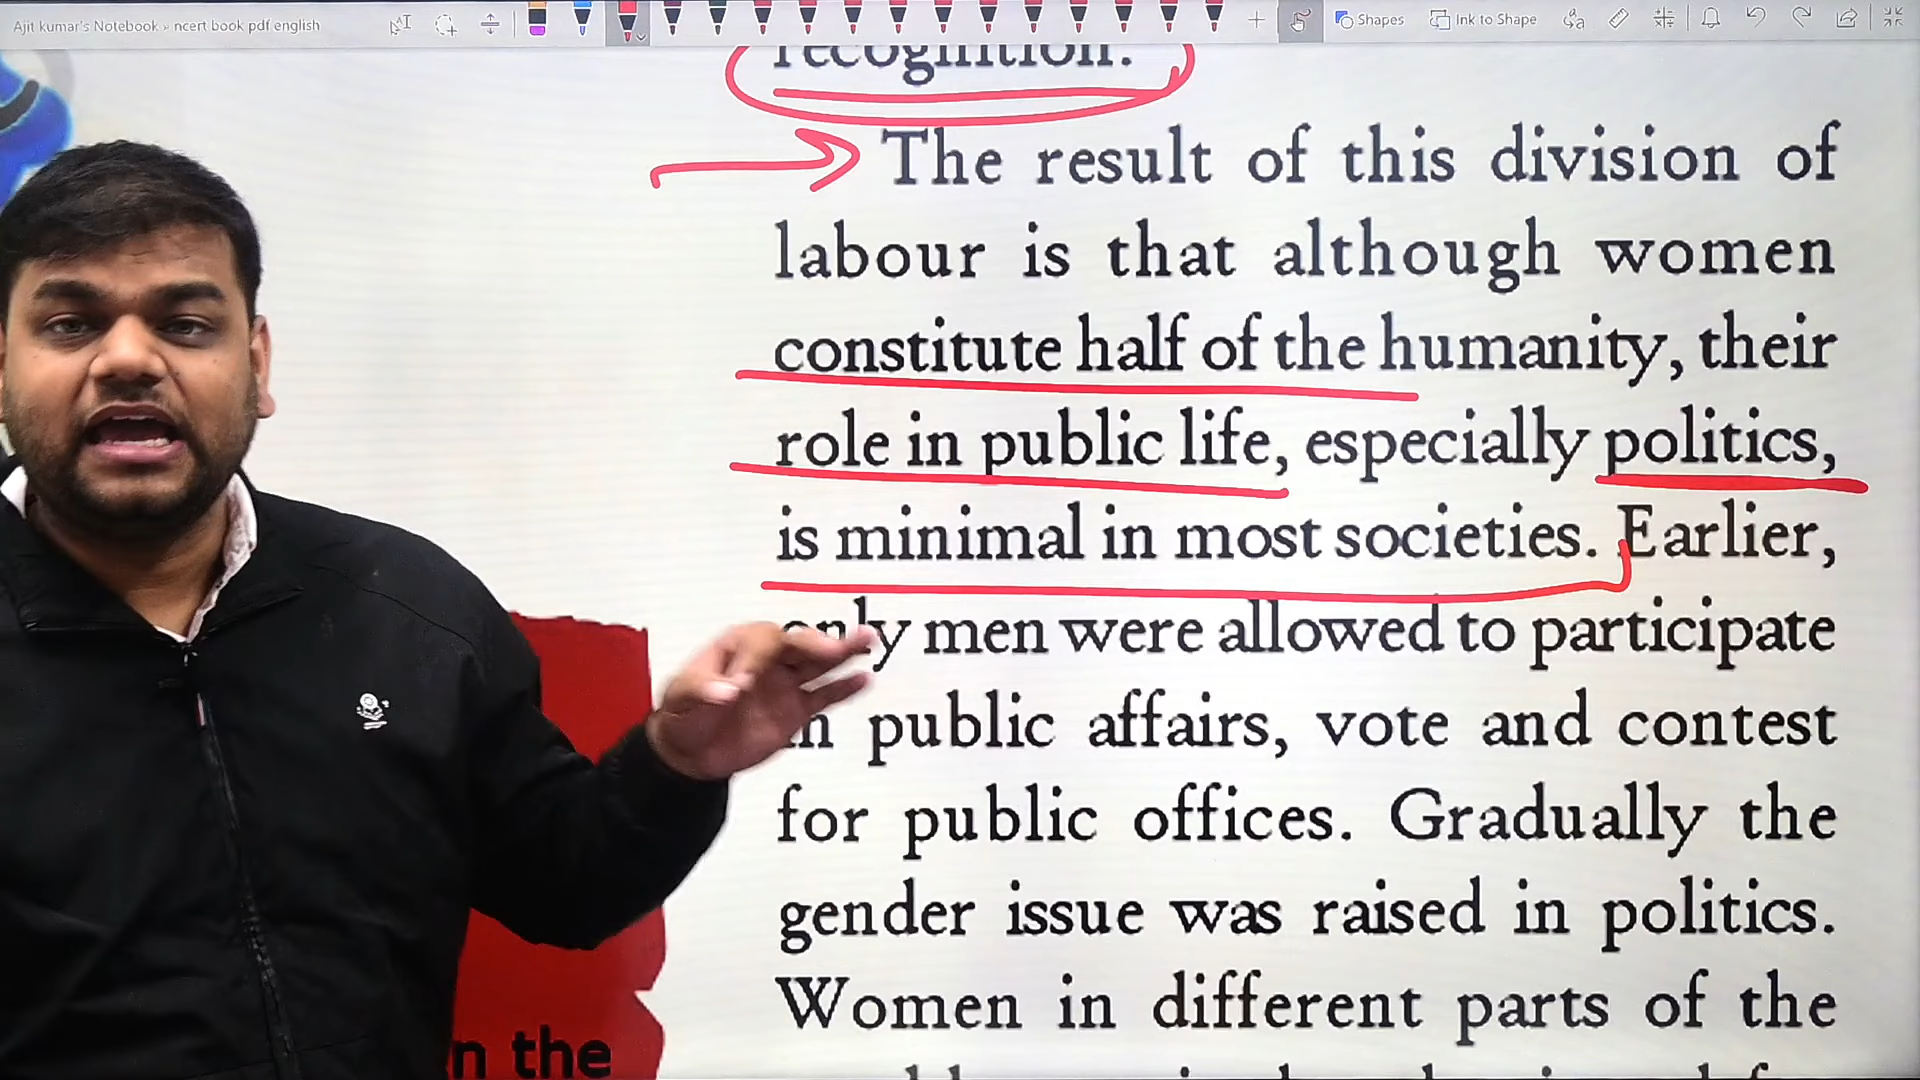 Ajit kumar's Notebook » ncert book pdf english
Shapes
Ink to Shape
recognition.
The result of this division of
labour is that although women
constitute half of the humanity, their
role in public life, especially politics,
is minimal in most societies. Earlier,
only men were allowed to participate
in public affairs, vote and contest
for public offices. Gradually the
gender issue was raised in politics.
Women in different parts of the
n the